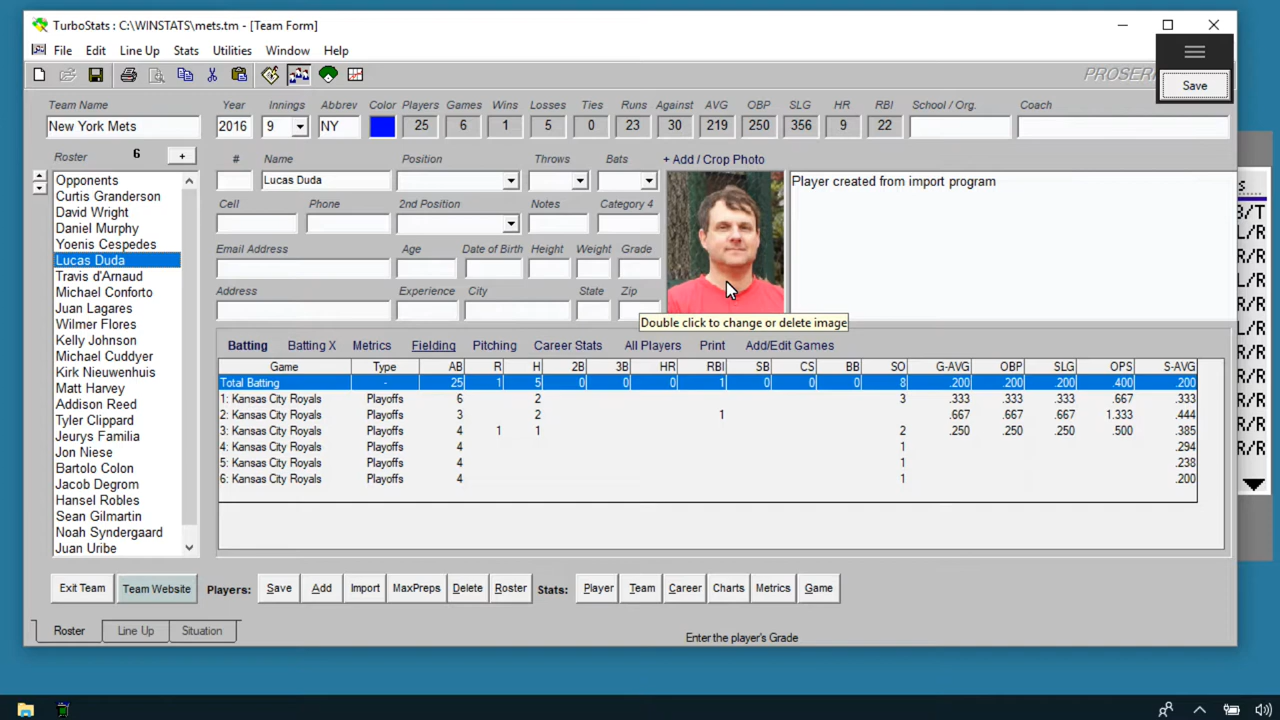 TurboStats : C:\WINSTATS\mets.tm - [Team Form]
File Edit Line Up Stats Utilities Window Help
Save
Team Name Year Innings Abbrev Color Players Games Wins Losses Ties Runs Against AVG OBP SLG HR RBI School / Org. Coach
New York Mets 2016 9 NY 25 6 1 5 0 23 30 219 250 356 9 22
Roster 6 + # Name Position Throws Bats + Add / Crop Photo
Lucas Duda
Player created from import program
Cell Phone 2nd Position Notes Category 4
Email Address Age Date of Birth Height Weight Grade
Address Experience City State Zip
Double click to change or delete image
Opponents
Curtis Granderson
David Wright
Daniel Murphy
Yoenis Cespedes
Lucas Duda
Travis d'Arnaud
Michael Conforto
Juan Lagares
Wilmer Flores
Kelly Johnson
Michael Cuddyer
Kirk Nieuwenhuis
Matt Harvey
Addison Reed
Tyler Clippard
Jeurys Familia
Jon Niese
Bartolo Colon
Jacob Degrom
Hansel Robles
Sean Gilmartin
Noah Syndergaard
Juan Uribe
Batting Batting X Metrics Fielding Pitching Career Stats All Players Print Add/Edit Games
Game Type AB R H 2B 3B HR RBI SB CS BB SO G-AVG OBP SLG OPS S-AVG
Total Batting - 25 1 5 0 0 0 1 0 0 0 8 .200 .200 .200 .400 .200
1: Kansas City Royals Playoffs 6 2 3 .333 .333 .333 .667 .333
2: Kansas City Royals Playoffs 3 2 1 .667 .667 .667 1.333 .444
3: Kansas City Royals Playoffs 4 1 1 2 .250 .250 .250 .500 .385
4: Kansas City Royals Playoffs 4 1 .294
5: Kansas City Royals Playoffs 4 1 .238
6: Kansas City Royals Playoffs 4 1 .200
Exit Team Team Website Players: Save Add Import MaxPreps Delete Roster Stats: Player Team Career Charts Metrics Game
Roster Line Up Situation
Enter the player's Grade